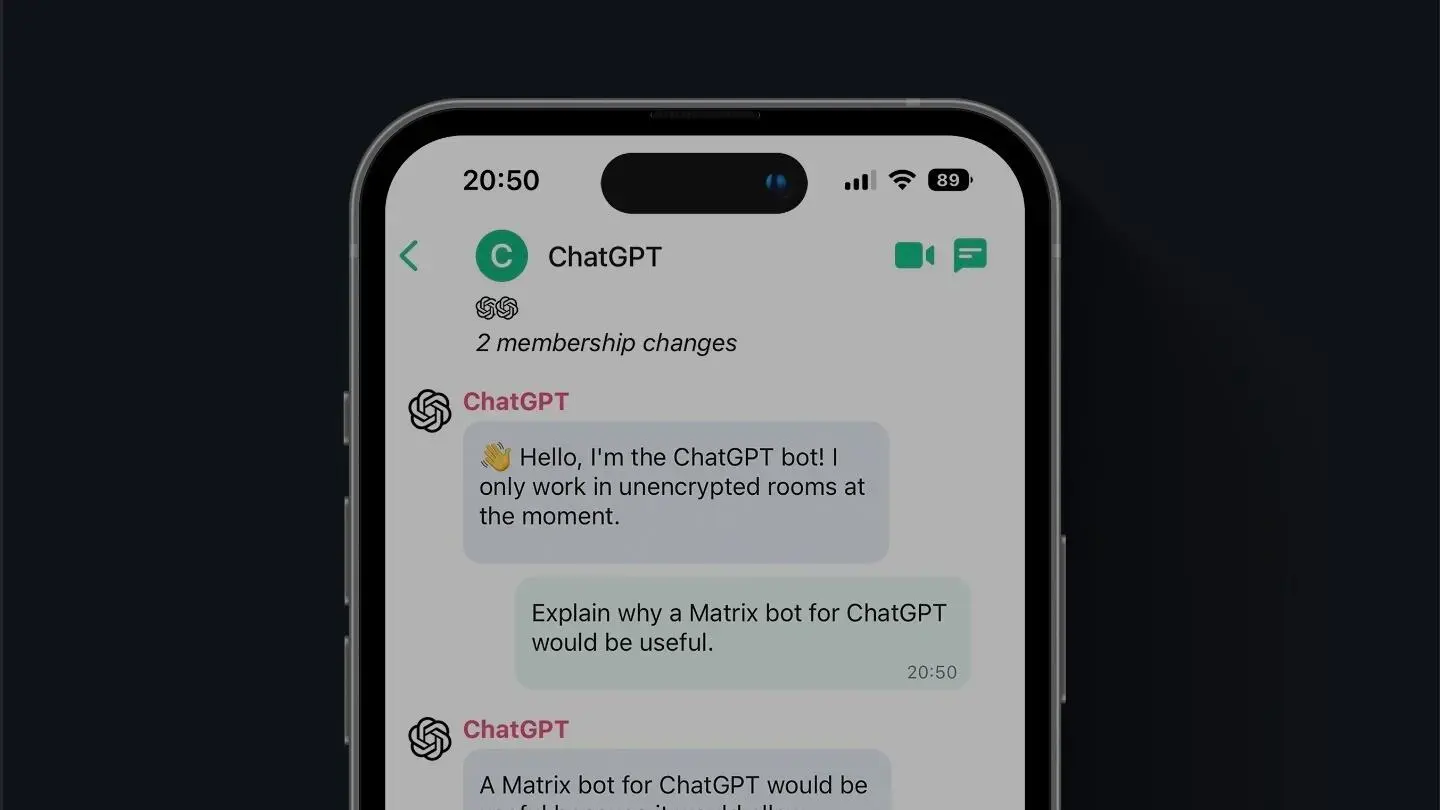 20:50
89
C ChatGPT
2 membership changes
ChatGPT
👋 Hello, I'm the ChatGPT bot! I
only work in unencrypted rooms at
the moment.
Explain why a Matrix bot for ChatGPT
would be useful.
20:50
ChatGPT
A Matrix bot for ChatGPT would be